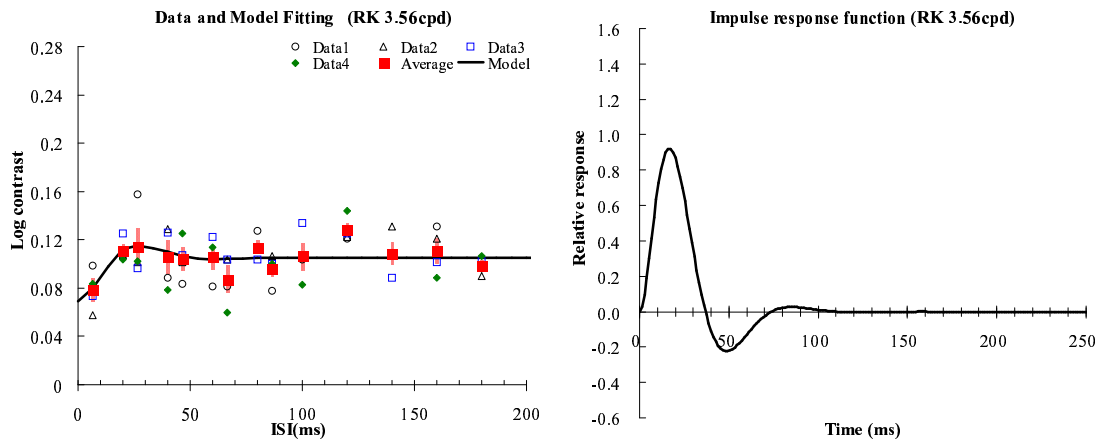 Data and Model Fitting (RK 3.56cpd)
Data1 Data2 Data3
Data4 Average Model
Log contrast
0.28
0.24
0.2
0.16
0.12
0.08
0.04
0
0 50 100 150 200
ISI(ms)
Impulse response function (RK 3.56cpd)
Relative response
1.6
1.4
1.2
1.0
0.8
0.6
0.4
0.2
0.0
-0.2
-0.4
-0.6
0 50 100 150 200 250
Time (ms)